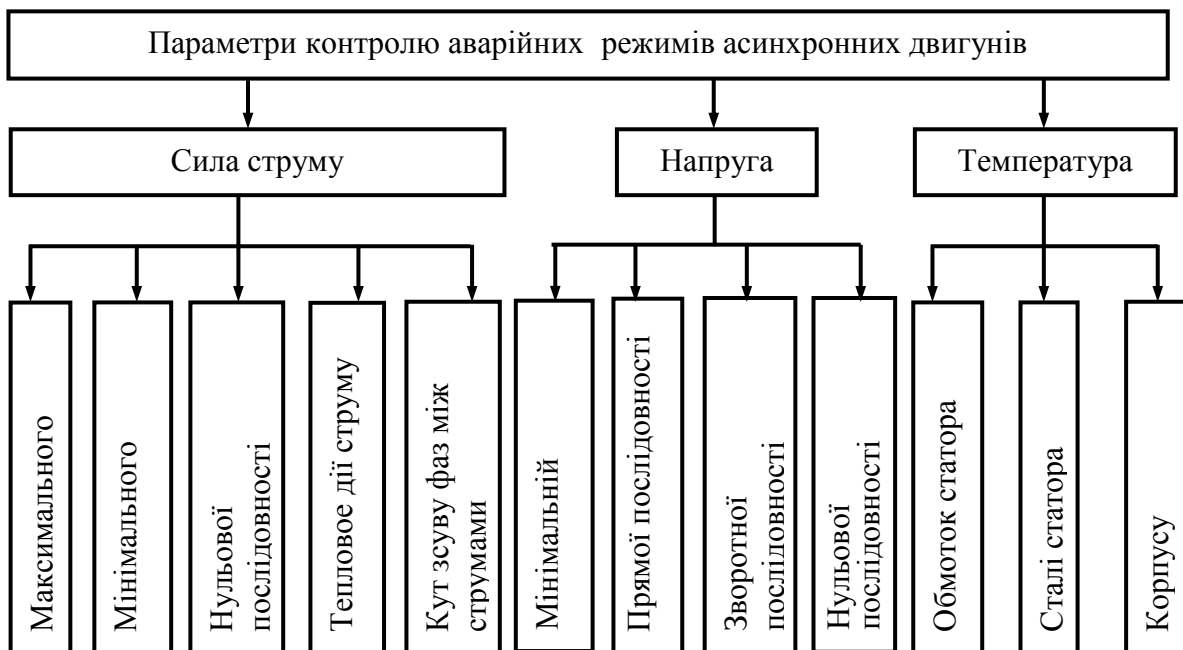 Параметри контролю аварійних режимів асинхронних двигунів
Сила струму
Напруга
Температура
Максимального
Мінімального
Нульової
послідовності
Теплової дії струму
Кут зсуву фаз між
струмами
Мінімальній
Прямої послідовності
Зворотної
послідовності
Нульової
послідовності
Обмоток статора
Сталі статора
Корпусу